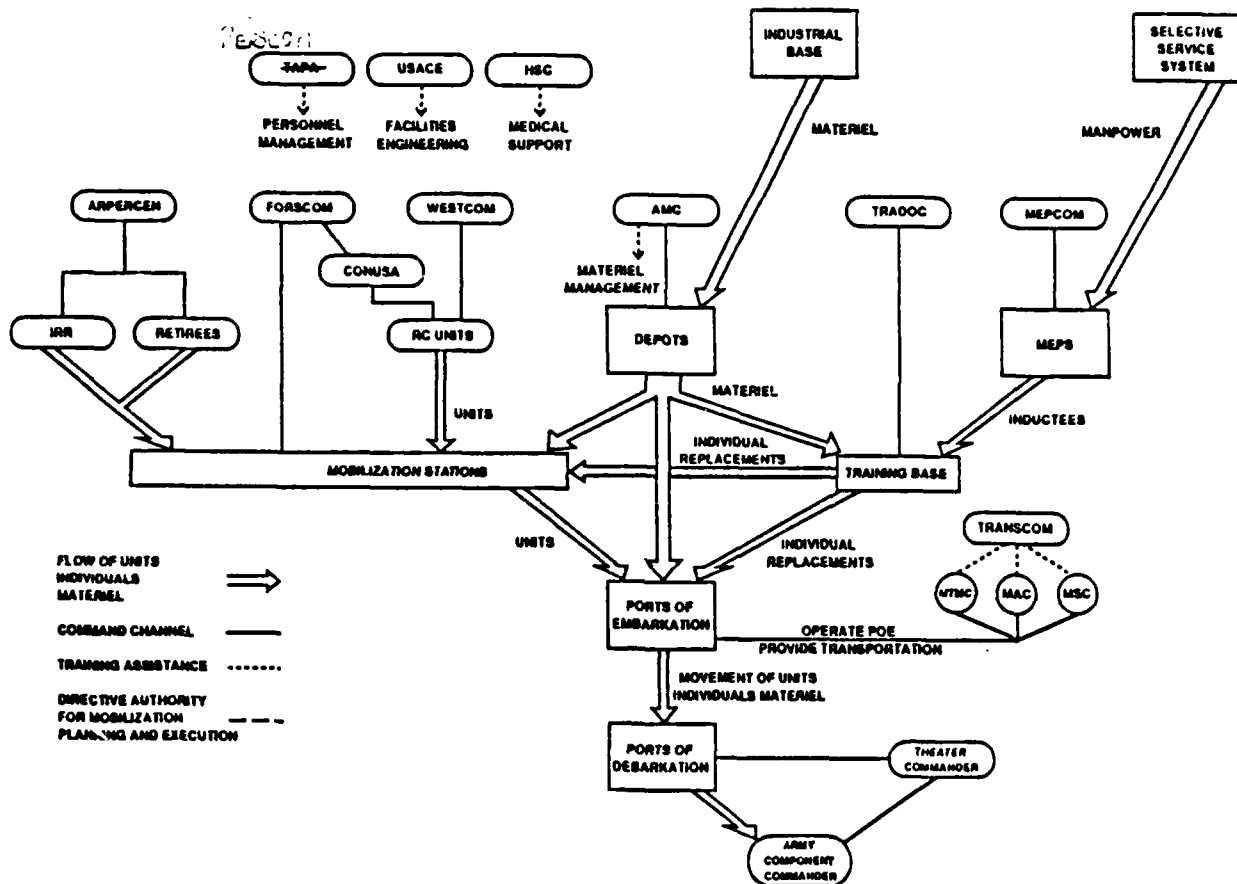 PERSCOM
TAPA
USACE
HSC
PERSONNEL
MANAGEMENT
FACILITIES
ENGINEERING
MEDICAL
SUPPORT
INDUSTRIAL
BASE
SELECTIVE
SERVICE
SYSTEM
MATERIEL
MANPOWER
ARPERCEN
FORSCOM
WESTCOM
AMC
TRADOC
MEPCOM
CONUSA
MATERIEL
MANAGEMENT
IRR
RETIREES
RC UNITS
DEPOTS
MEPS
UNITS
MATERIEL
INDUCTEES
INDIVIDUAL
REPLACEMENTS
MOBILIZATION STATIONS
TRAINING BASE
UNITS
INDIVIDUAL
REPLACEMENTS
TRANSCOM
MTMC
MAC
MSC
FLOW OF UNITS
INDIVIDUALS
MATERIEL
COMMAND CHANNEL
TRAINING ASSISTANCE
DIRECTIVE AUTHORITY
FOR MOBILIZATION
PLANNING AND EXECUTION
PORTS OF
EMBARKATION
OPERATE POE
PROVIDE TRANSPORTATION
MOVEMENT OF UNITS
INDIVIDUALS MATERIEL
PORTS OF
DEBARKATION
THEATER
COMMANDER
ARMY
COMPONENT
COMMANDER